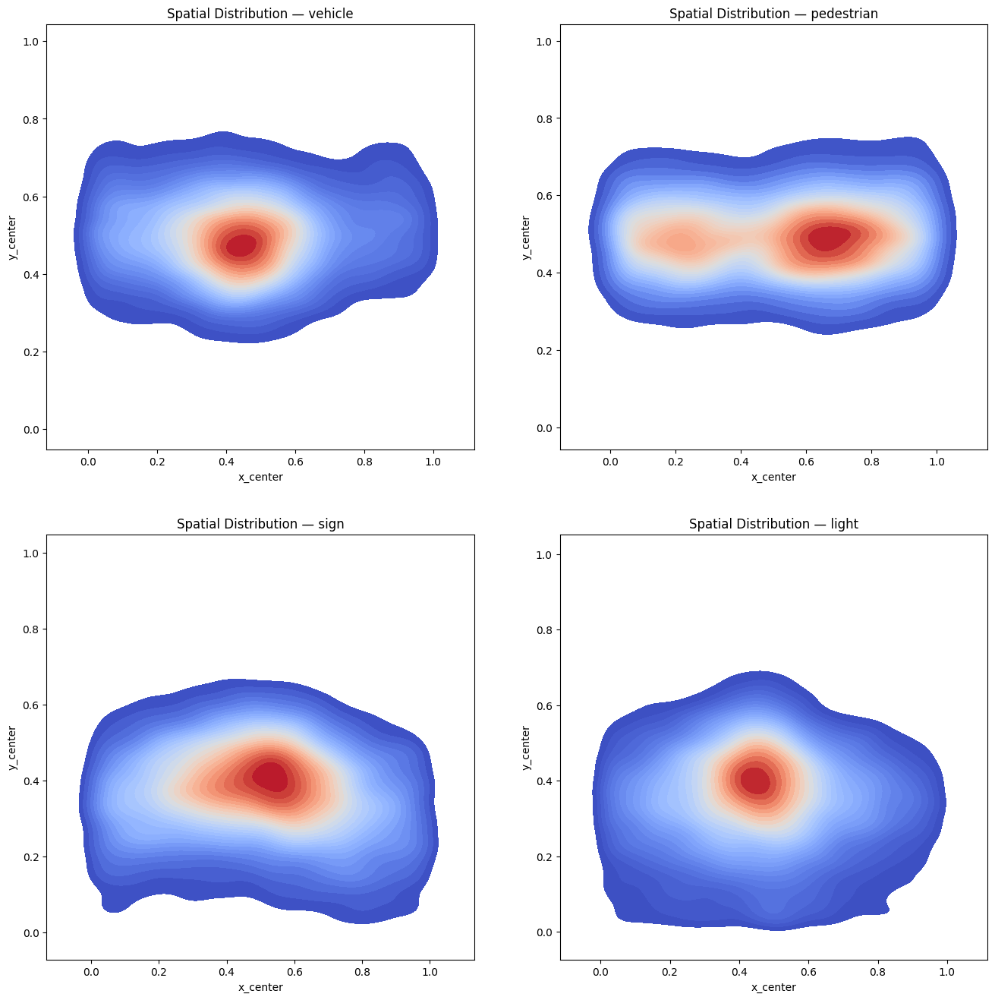 Spatial Distribution — vehicle
1.0
0.8
0.6
0.4
0.2
0.0
y_center
0.0 0.2 0.4 0.6 0.8 1.0
x_center
Spatial Distribution — pedestrian
1.0
0.8
0.6
0.4
0.2
0.0
y_center
0.0 0.2 0.4 0.6 0.8 1.0
x_center
Spatial Distribution — sign
1.0
0.8
0.6
0.4
0.2
0.0
y_center
0.0 0.2 0.4 0.6 0.8 1.0
x_center
Spatial Distribution — light
1.0
0.8
0.6
0.4
0.2
0.0
y_center
0.0 0.2 0.4 0.6 0.8 1.0
x_center